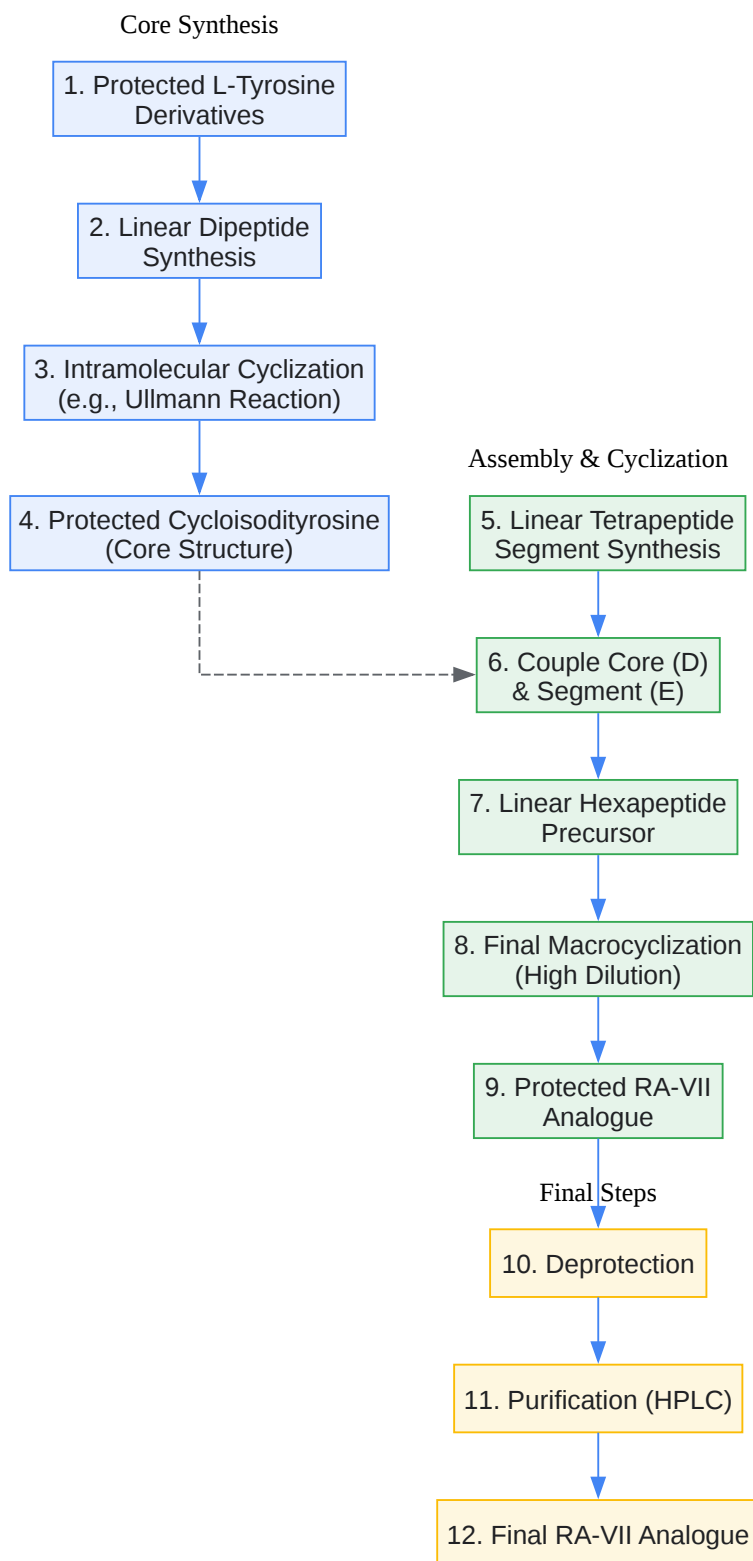 Core Synthesis
1. Protected L-Tyrosine
Derivatives
2. Linear Dipeptide
Synthesis
3. Intramolecular Cyclization
(e.g., Ullmann Reaction)
4. Protected Cycloisodityrosine
(Core Structure)
Assembly & Cyclization
5. Linear Tetrapeptide
Segment Synthesis
6. Couple Core (D)
& Segment (E)
7. Linear Hexapeptide
Precursor
8. Final Macrocyclization
(High Dilution)
9. Protected RA-VII
Analogue
Final Steps
10. Deprotection
11. Purification (HPLC)
12. Final RA-VII Analogue